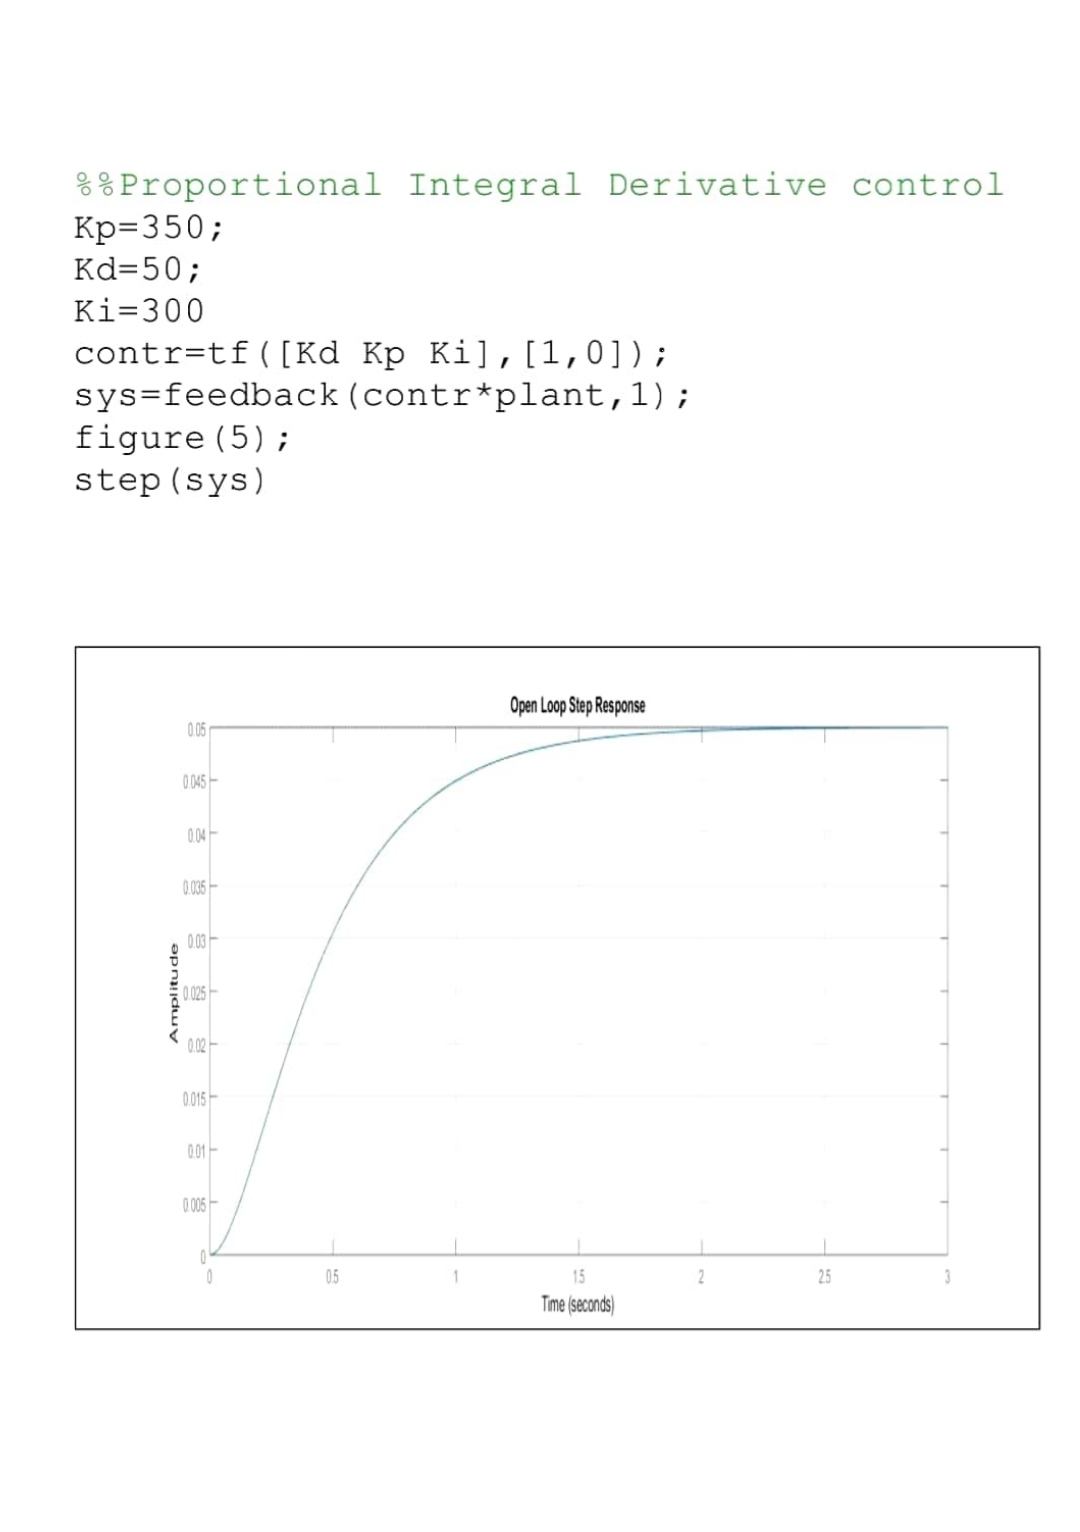 %%Proportional Integral Derivative control
Kp=350;
Kd=50;
Ki=300
contr=tf([Kd Kp Ki],[1,0]);
sys=feedback(contr*plant,1);
figure(5);
step(sys)
Open Loop Step Response
0.05
0.045
0.04
0.035
0.03
0.025
0.02
0.015
0.01
0.005
0
Amplitude
0 0.5 1 1.5 2 2.5 3
Time (seconds)